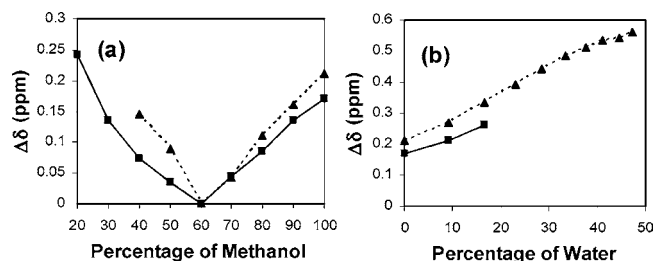 (a)
Δδ (ppm)
0.3
0.25
0.2
0.15
0.1
0.05
0
20 30 40 50 60 70 80 90 100
Percentage of Methanol
(b)
Δδ (ppm)
0.6
0.5
0.4
0.3
0.2
0.1
0
0 10 20 30 40 50
Percentage of Water